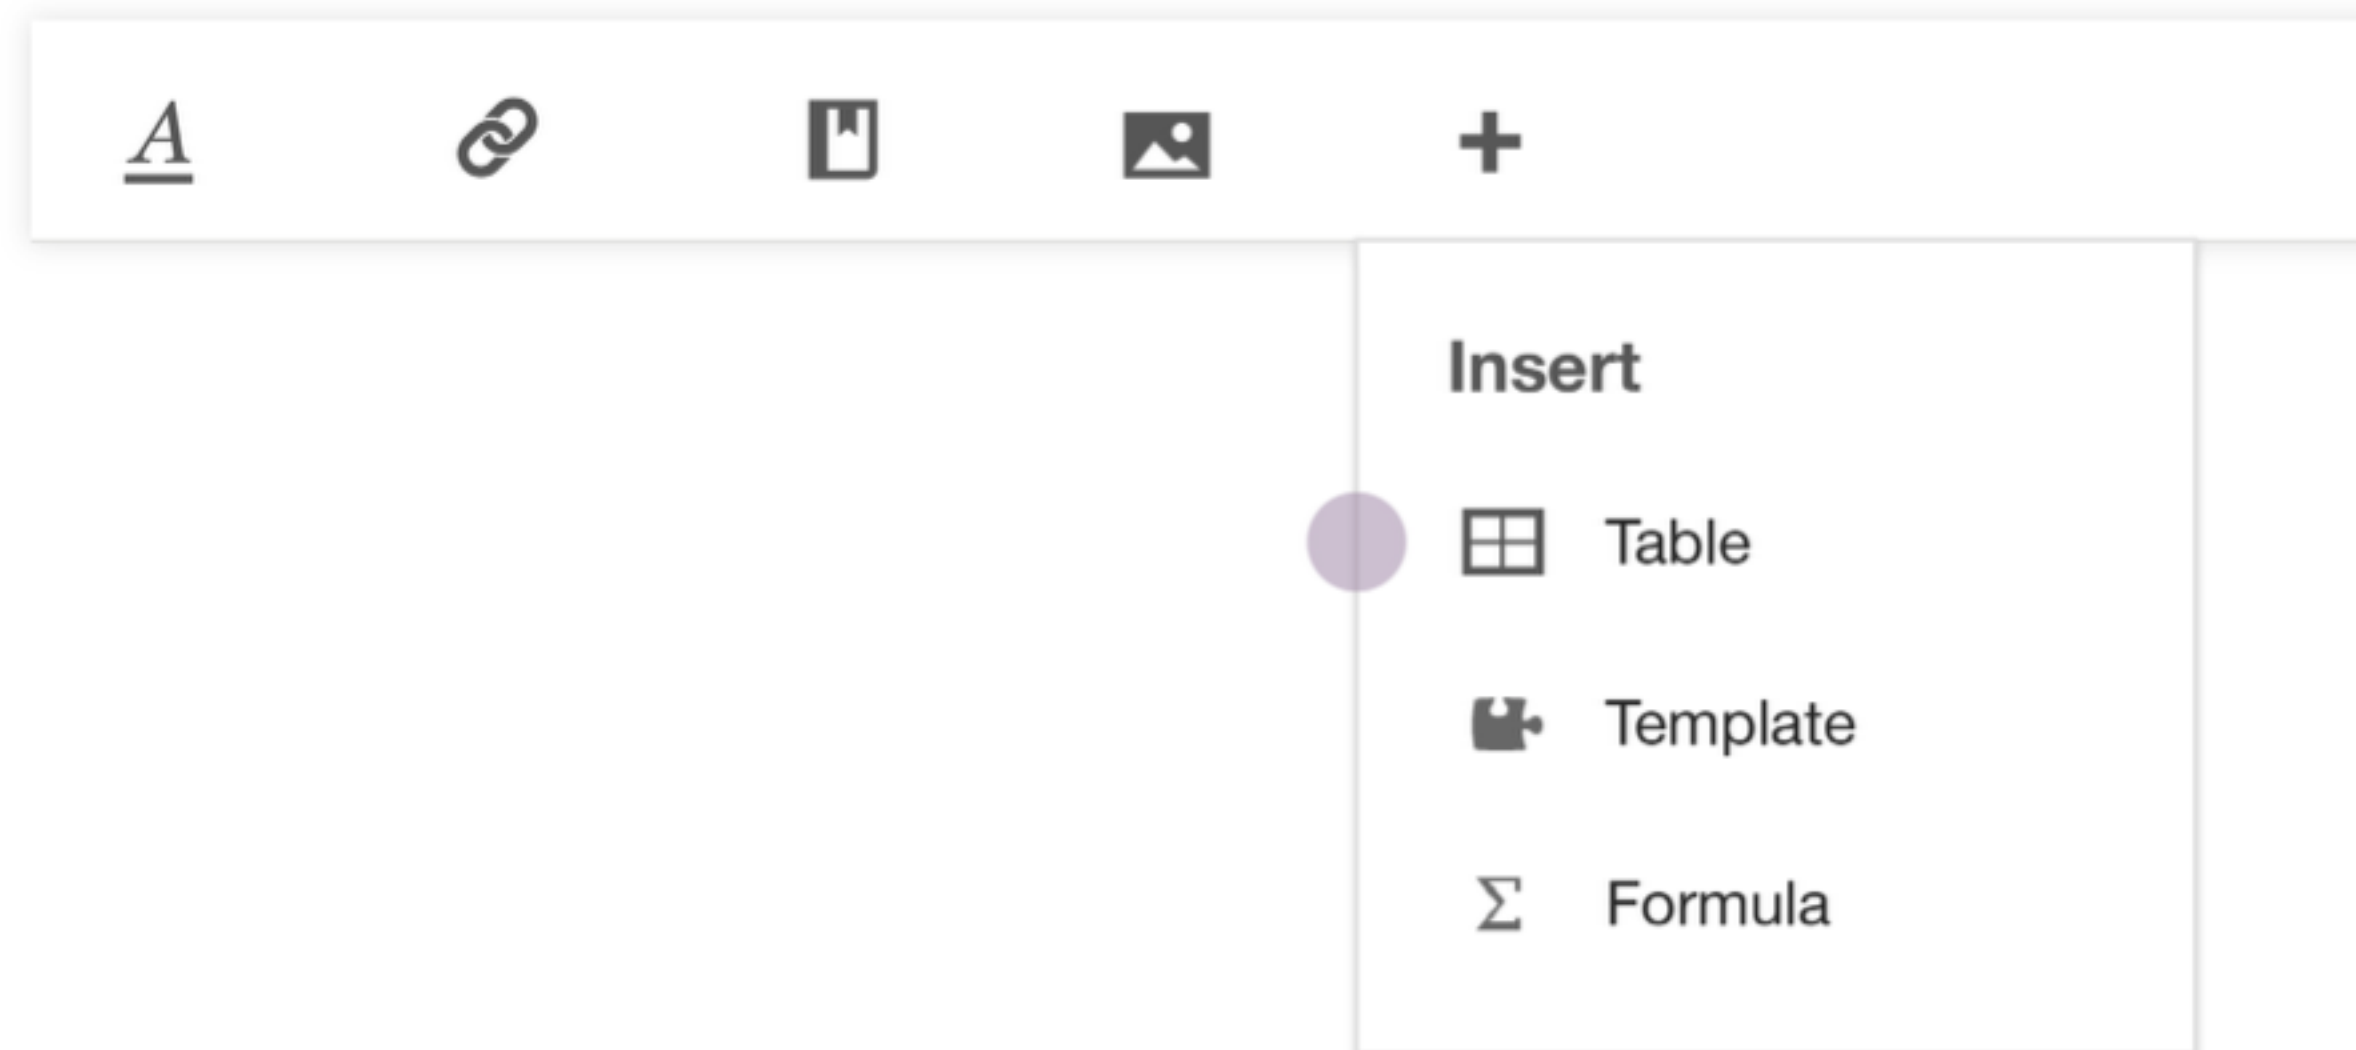 A
Insert
Table
Template
Σ Formula